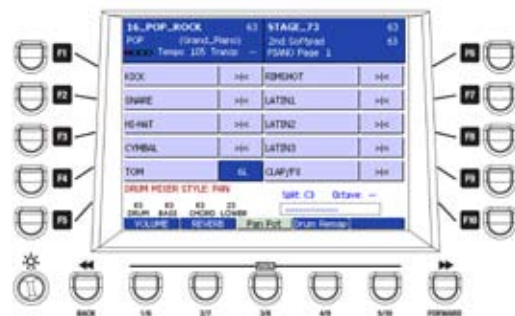 16_POP_ROCK 63 STAGE_73 63
POP (Grand_Piano) 2nd Softpad 63
Tempo 105 Transp -- PIANO Page 1
KICK >|< RIMSHOT >|<
SNARE >|< LATIN1 >|<
HI-HAT >|< LATIN2 >|<
CYMBAL >|< LATIN3 >|<
TOM 6L CLAP/FX >|<
DRUM MIXER STYLE PAN
Split C3 Octave --
63 63 63 23
DRUM BASS CHORD LOWER
VOLUME REVERB Pan Pot Drum Remap
F1
F2
F3
F4
F5
F6
F7
F8
F9
F10
BACK 1/6 2/7 3/8 4/9 5/10 FORWARD